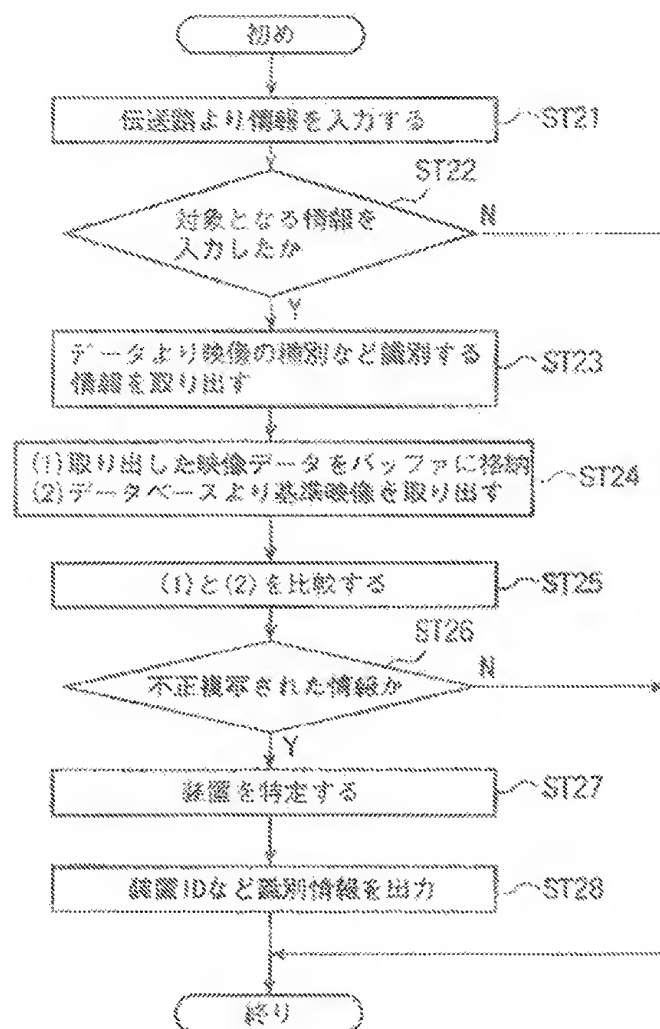 初め
伝送路より情報を入力する
ST21
ST22
対象となる情報を
入力したか
N
Y
データより映像の種別など識別する
情報を取り出す
ST23
(1)取り出した映像データをバッファに格納
(2)データベースより基準映像を取り出す
ST24
(1)と(2)を比較する
ST25
ST26
不正複写された情報か
N
Y
装置を特定する
ST27
装置IDなど識別情報を出力
ST28
終り